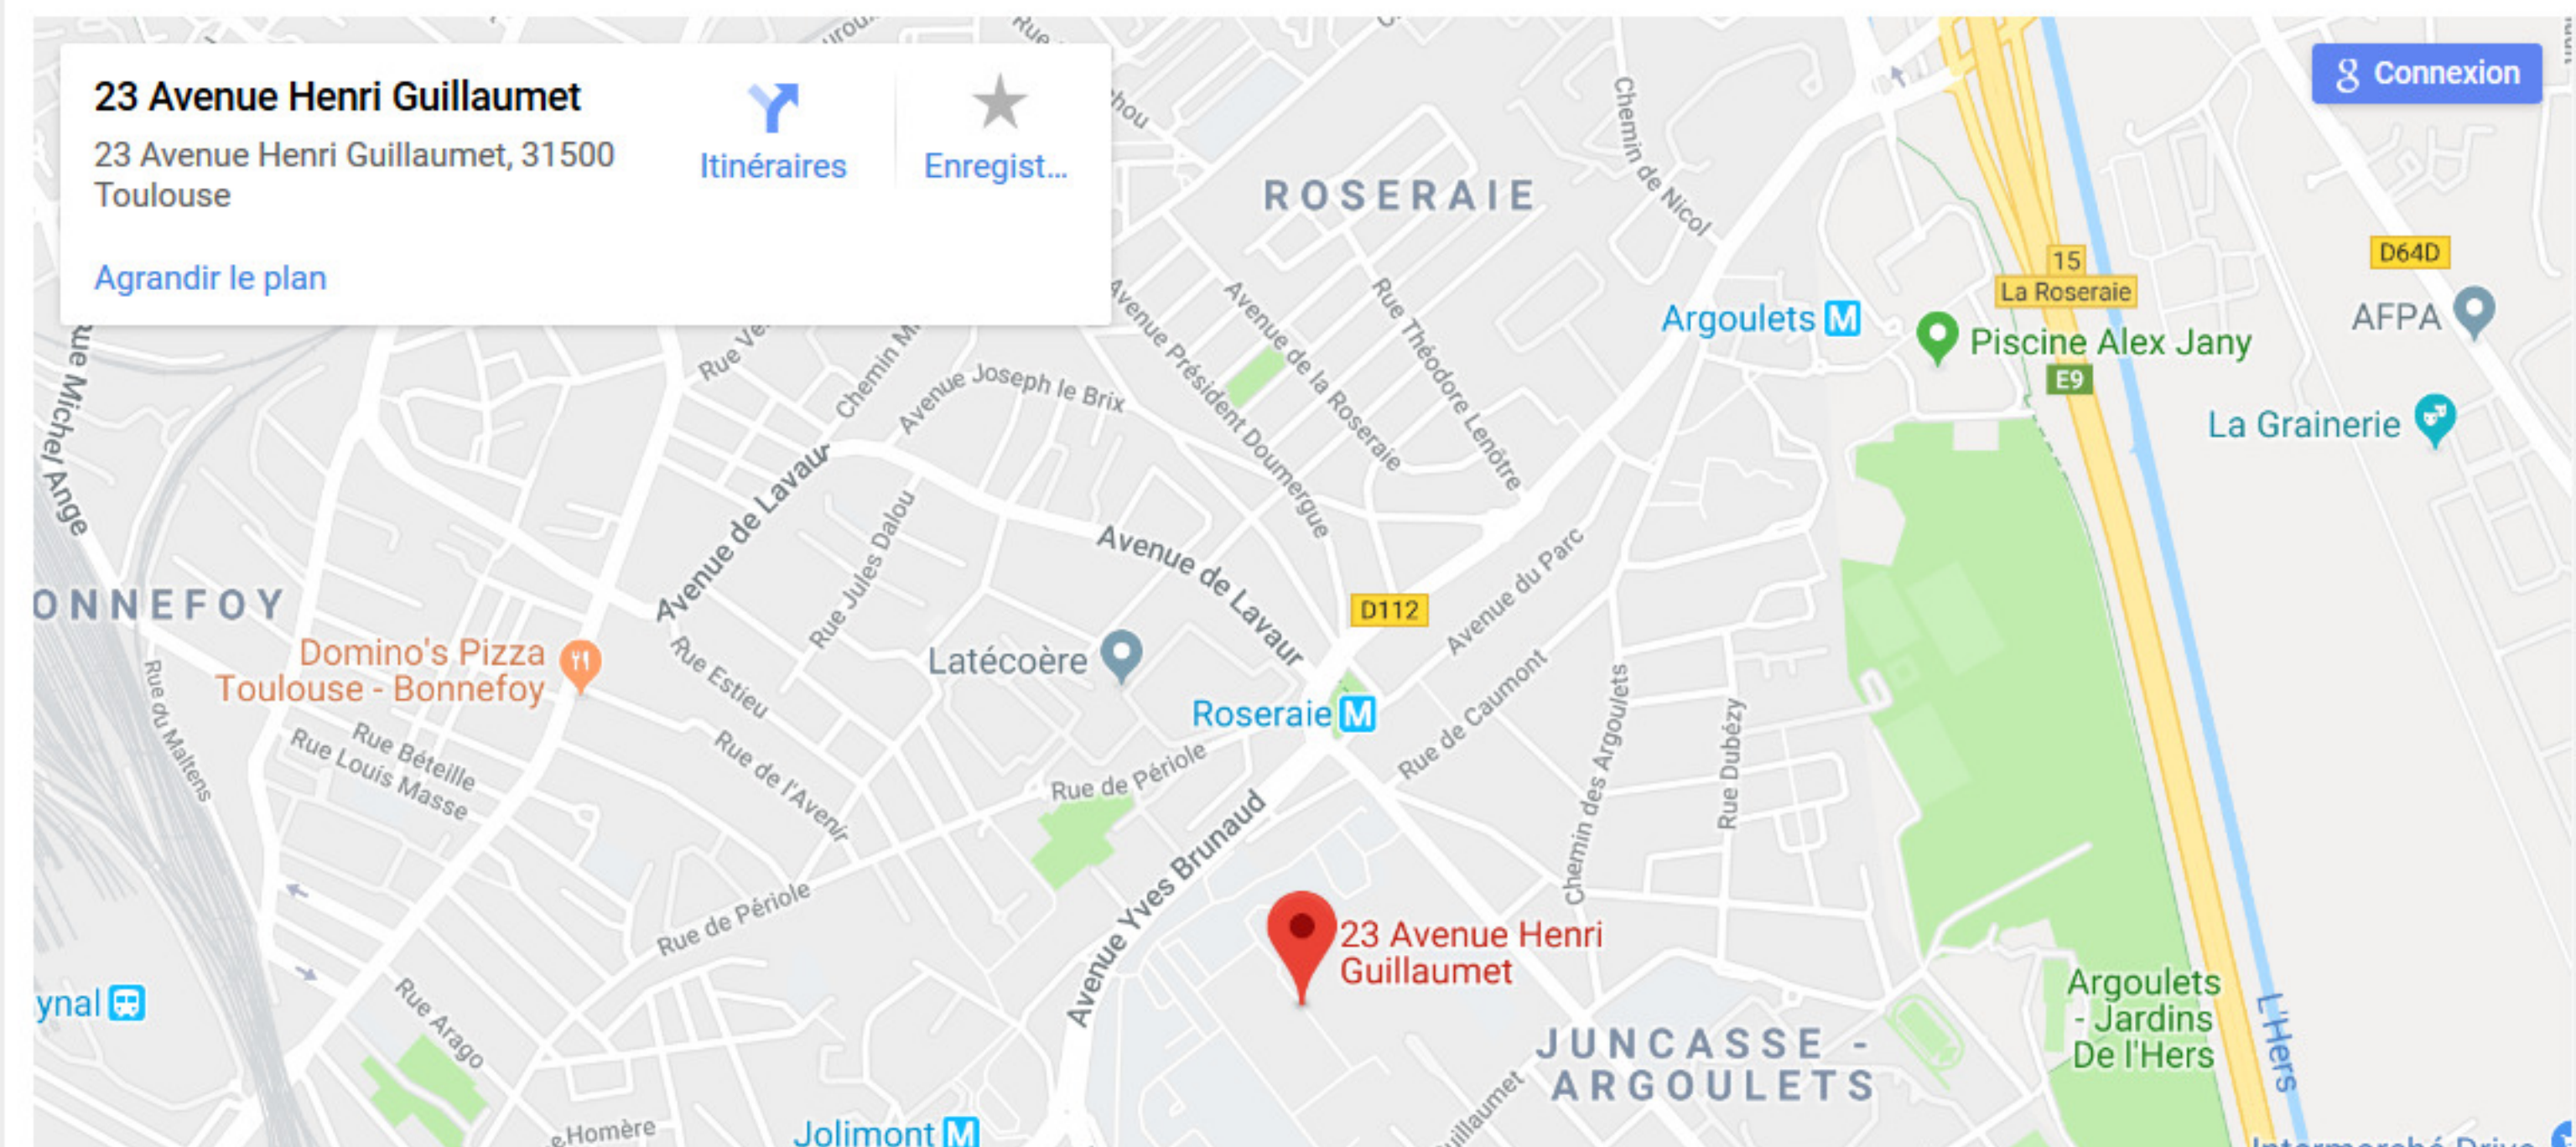 23 Avenue Henri Guillaumet
23 Avenue Henri Guillaumet, 31500
Toulouse
Itinéraires
Enregist...
Agrandir le plan
Connexion
ROSERAIE
Chemin de Nicol
15
La Roseraie
D64D
AFPA
Argoulets M
Piscine Alex Jany
E9
La Grainerie
Rue Michel Ange
Avenue Joseph le Brix
Avenue Président Doumergue
Avenue de la Roseraie
Rue Théodore Lenôtre
Avenue de Lavaur
Rue Jules Dalou
Avenue de Lavaur
Avenue du Parc
D112
ONNEFOY
Domino's Pizza
Toulouse - Bonnefoy
Rue Estieu
Latécoère
Roseraie M
Rue de Caumont
Chemin des Argoulets
Rue Dubézy
Rue du Maltens
Rue Béteille
Rue Louis Masse
Rue de l'Avenir
Rue de Périole
Rue de Périole
Avenue Yves Brunaud
23 Avenue Henri
Guillaumet
ynal
Rue Arago
JUNCASSE -
ARGOULETS
Argoulets
- Jardins
De l'Hers
L'Hers
Jolimont M
Homère
uillaumet
Intermarché Drive